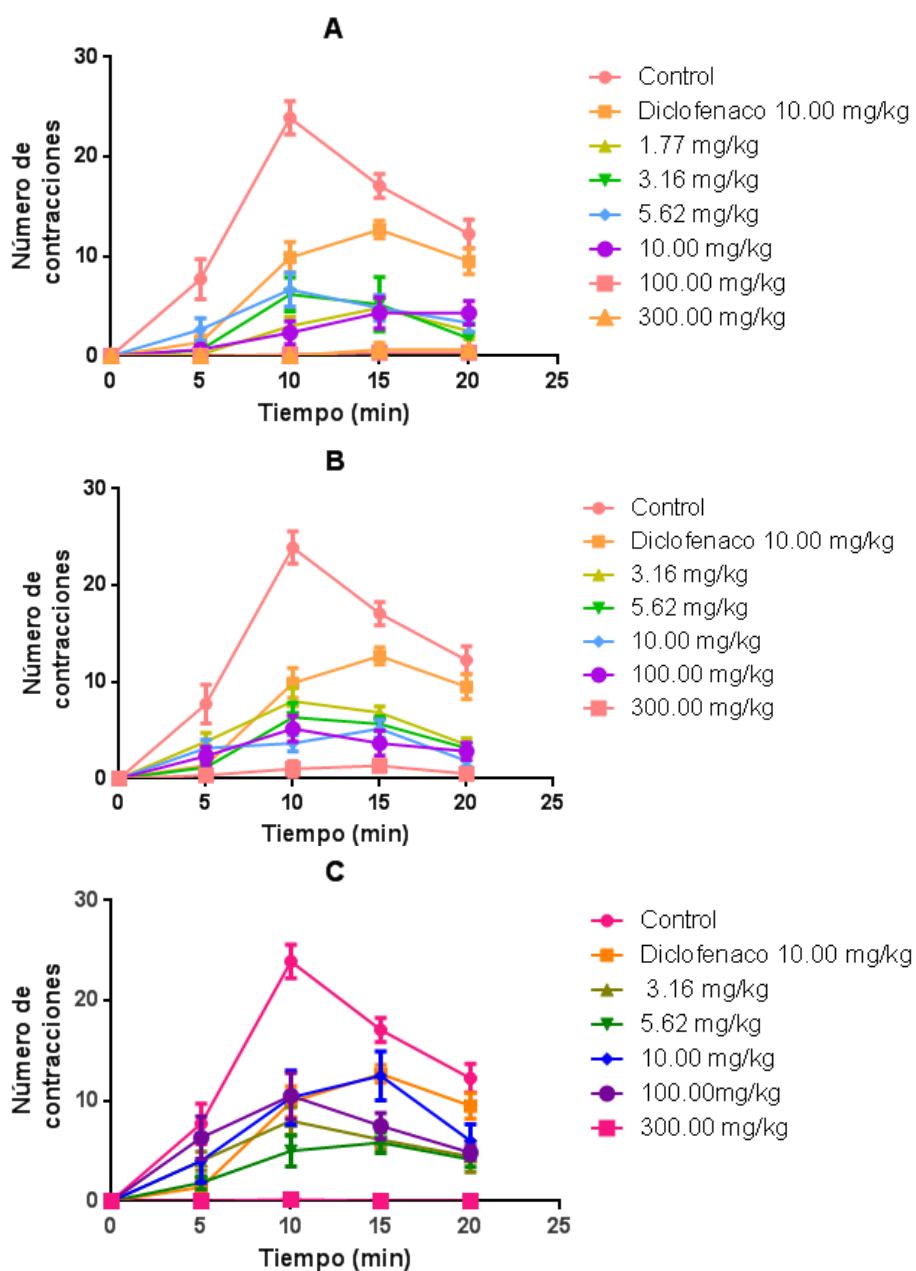 A
30
20
10
0
Número de
contracciones
0 5 10 15 20 25
Tiempo (min)
Control
Diclofenaco 10.00 mg/kg
1.77 mg/kg
3.16 mg/kg
5.62 mg/kg
10.00 mg/kg
100.00 mg/kg
300.00 mg/kg
B
30
20
10
0
Número de
contracciones
0 5 10 15 20 25
Tiempo (min)
Control
Diclofenaco 10.00 mg/kg
3.16 mg/kg
5.62 mg/kg
10.00 mg/kg
100.00 mg/kg
300.00 mg/kg
C
30
20
10
0
Número de
contracciones
0 5 10 15 20 25
Tiempo (min)
Control
Diclofenaco 10.00 mg/kg
3.16 mg/kg
5.62 mg/kg
10.00 mg/kg
100.00mg/kg
300.00 mg/kg